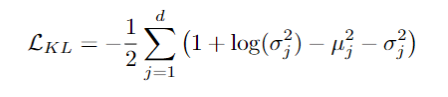 $\mathcal{L}_{KL} = -\frac{1}{2} \sum_{j=1}^{d} \left(1 + \log(\sigma_j^2) - \mu_j^2 - \sigma_j^2\right)$